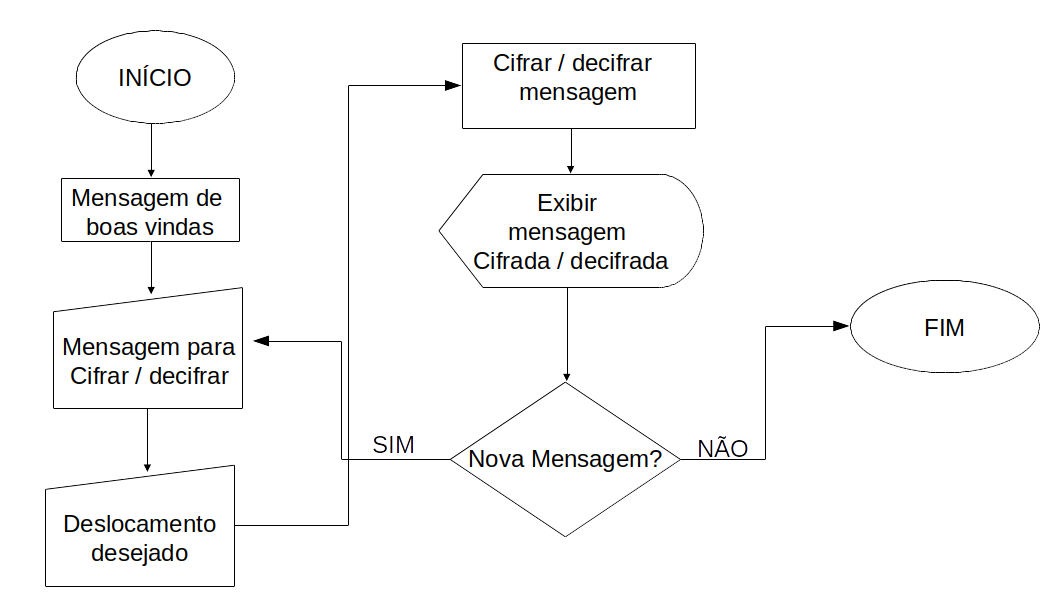 INÍCIO
Mensagem de
boas vindas
Mensagem para
Cifrar / decifrar
Deslocamento
desejado
Cifrar / decifrar
mensagem
Exibir
mensagem
Cifrada / decifrada
Nova Mensagem?
SIM
NÃO
FIM